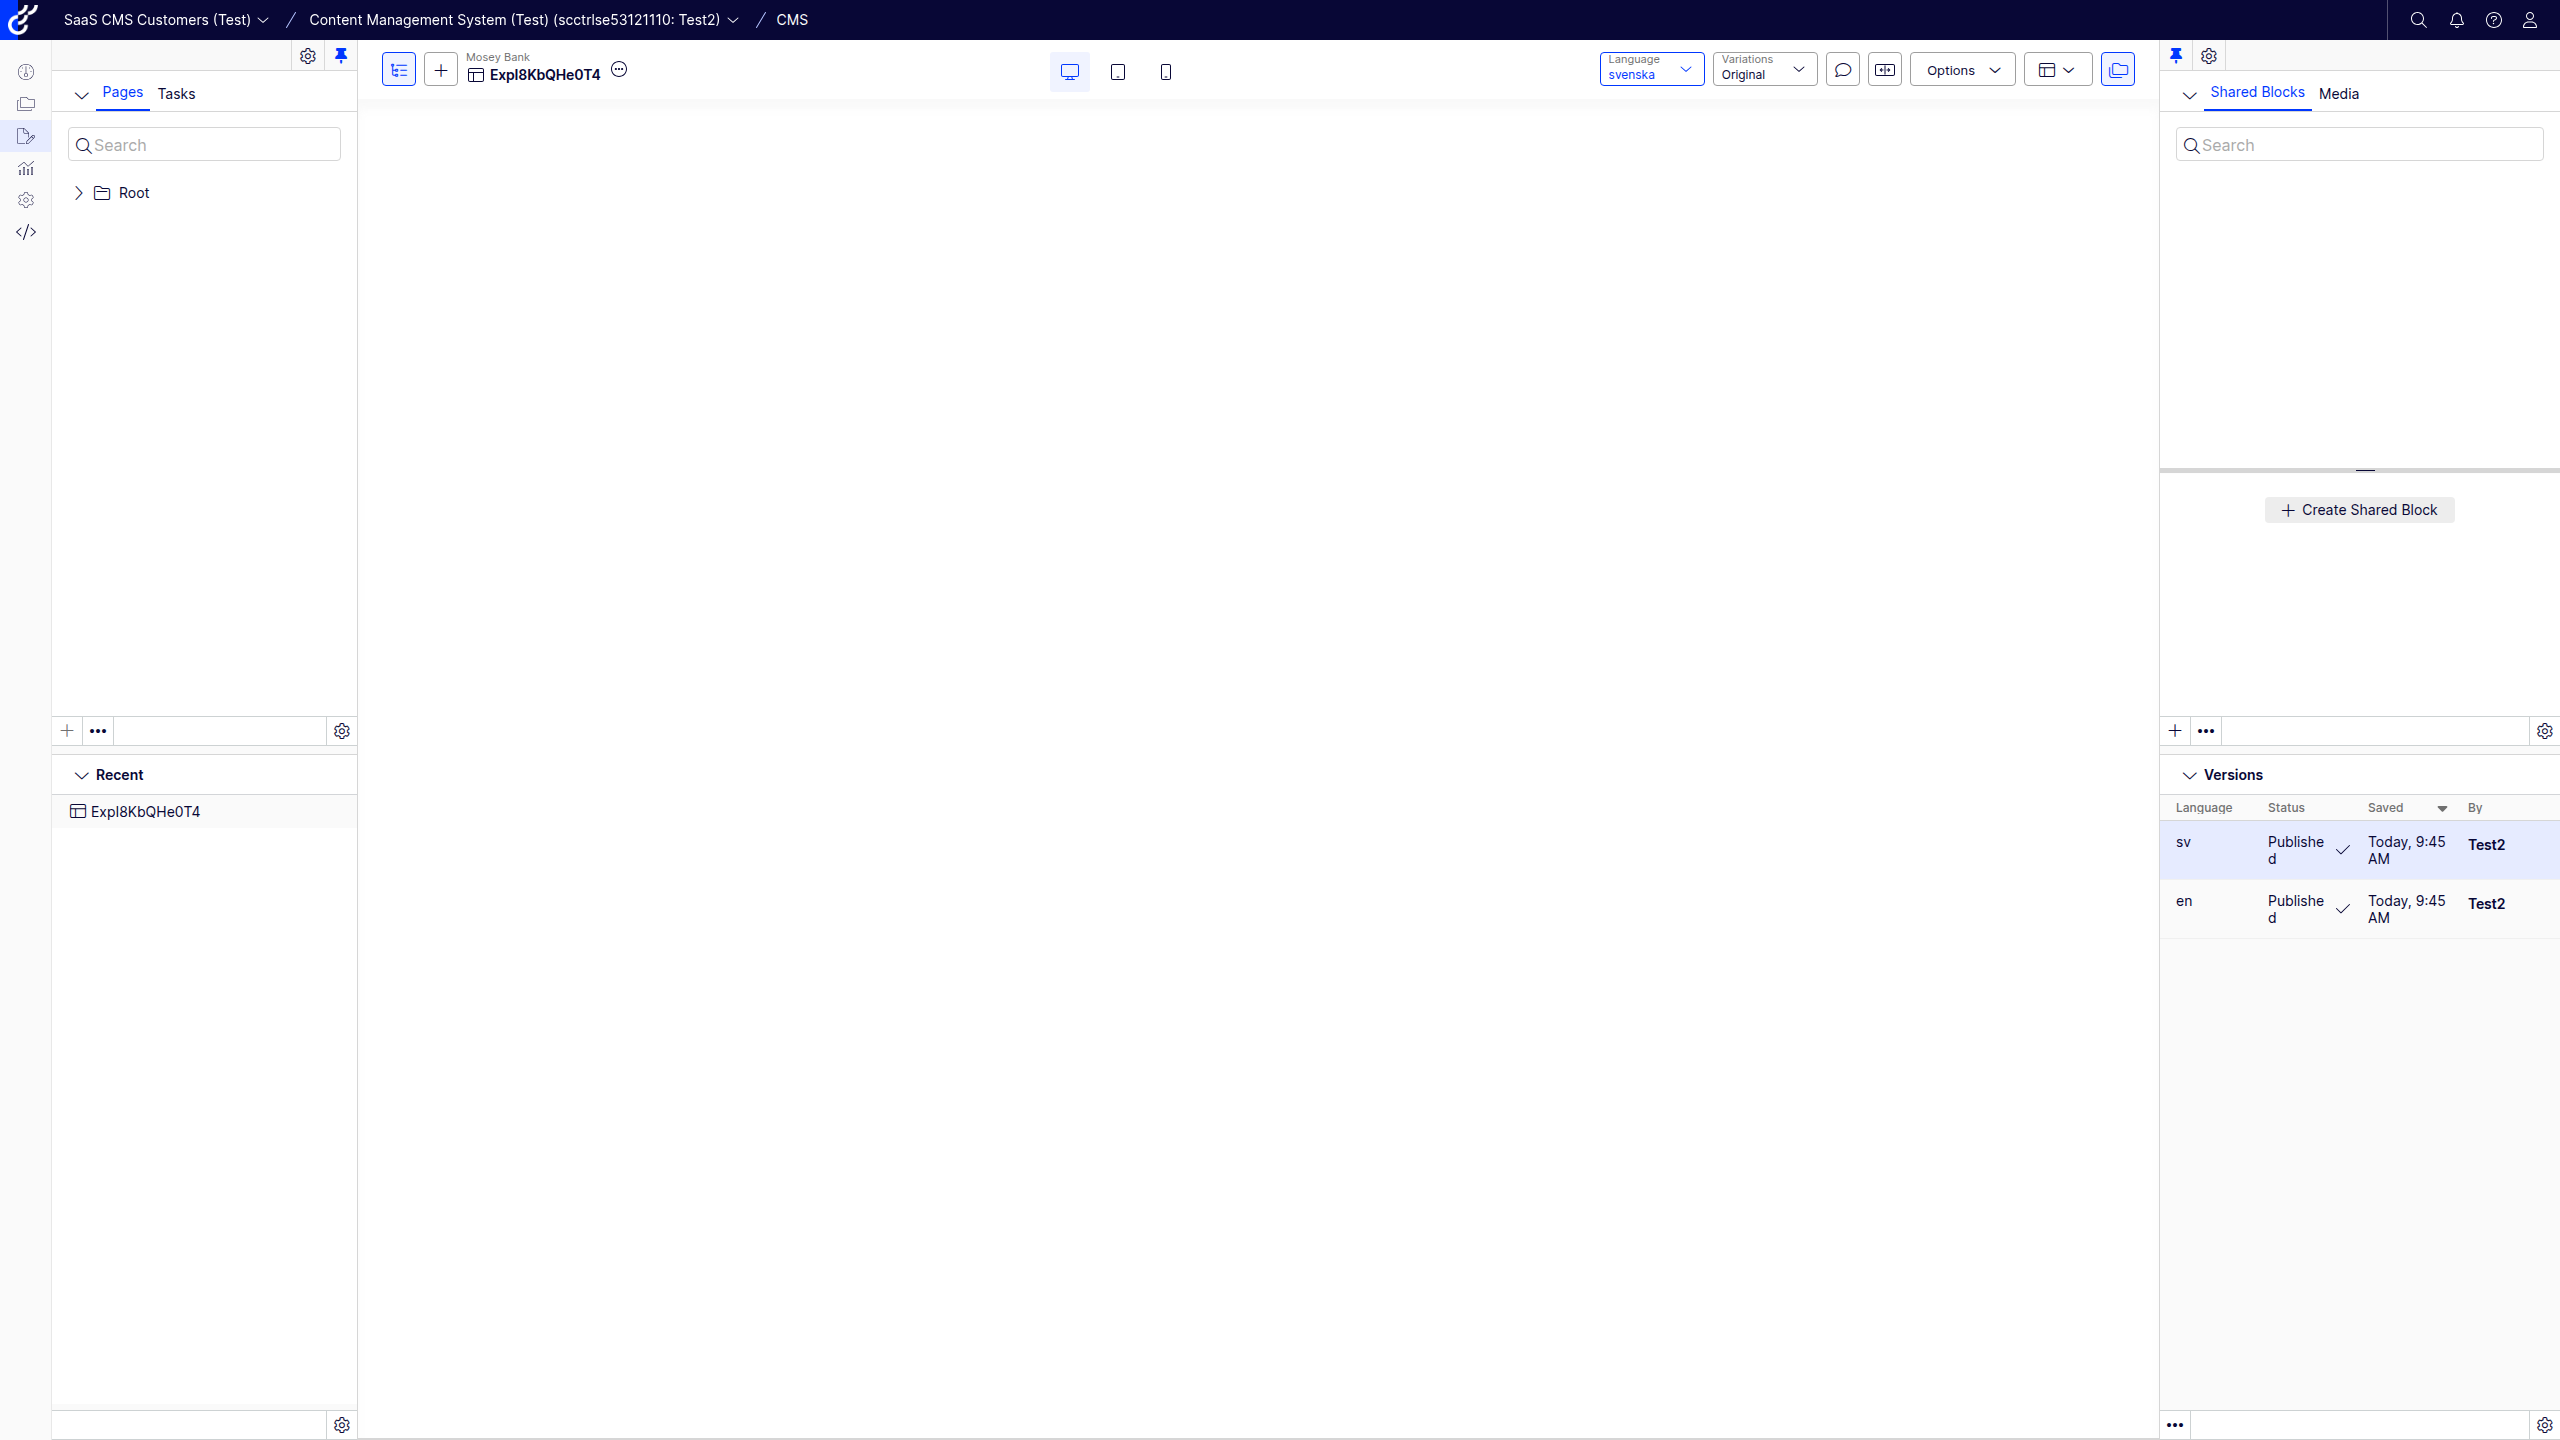 SaaS CMS Customers (Test)
Content Management System (Test) (scctrlse53121110: Test2)
CMS
Pages
Tasks
Search
Root
Recent
Expl8KbQHe0T4
Mosey Bank
Expl8KbQHe0T4
Language
svenska
Variations
Original
Options
Shared Blocks
Media
Search
Create Shared Block
Versions
Language Status Saved By
sv Publishe Today, 9:45 Test2
d AM
en Publishe Today, 9:45 Test2
d AM